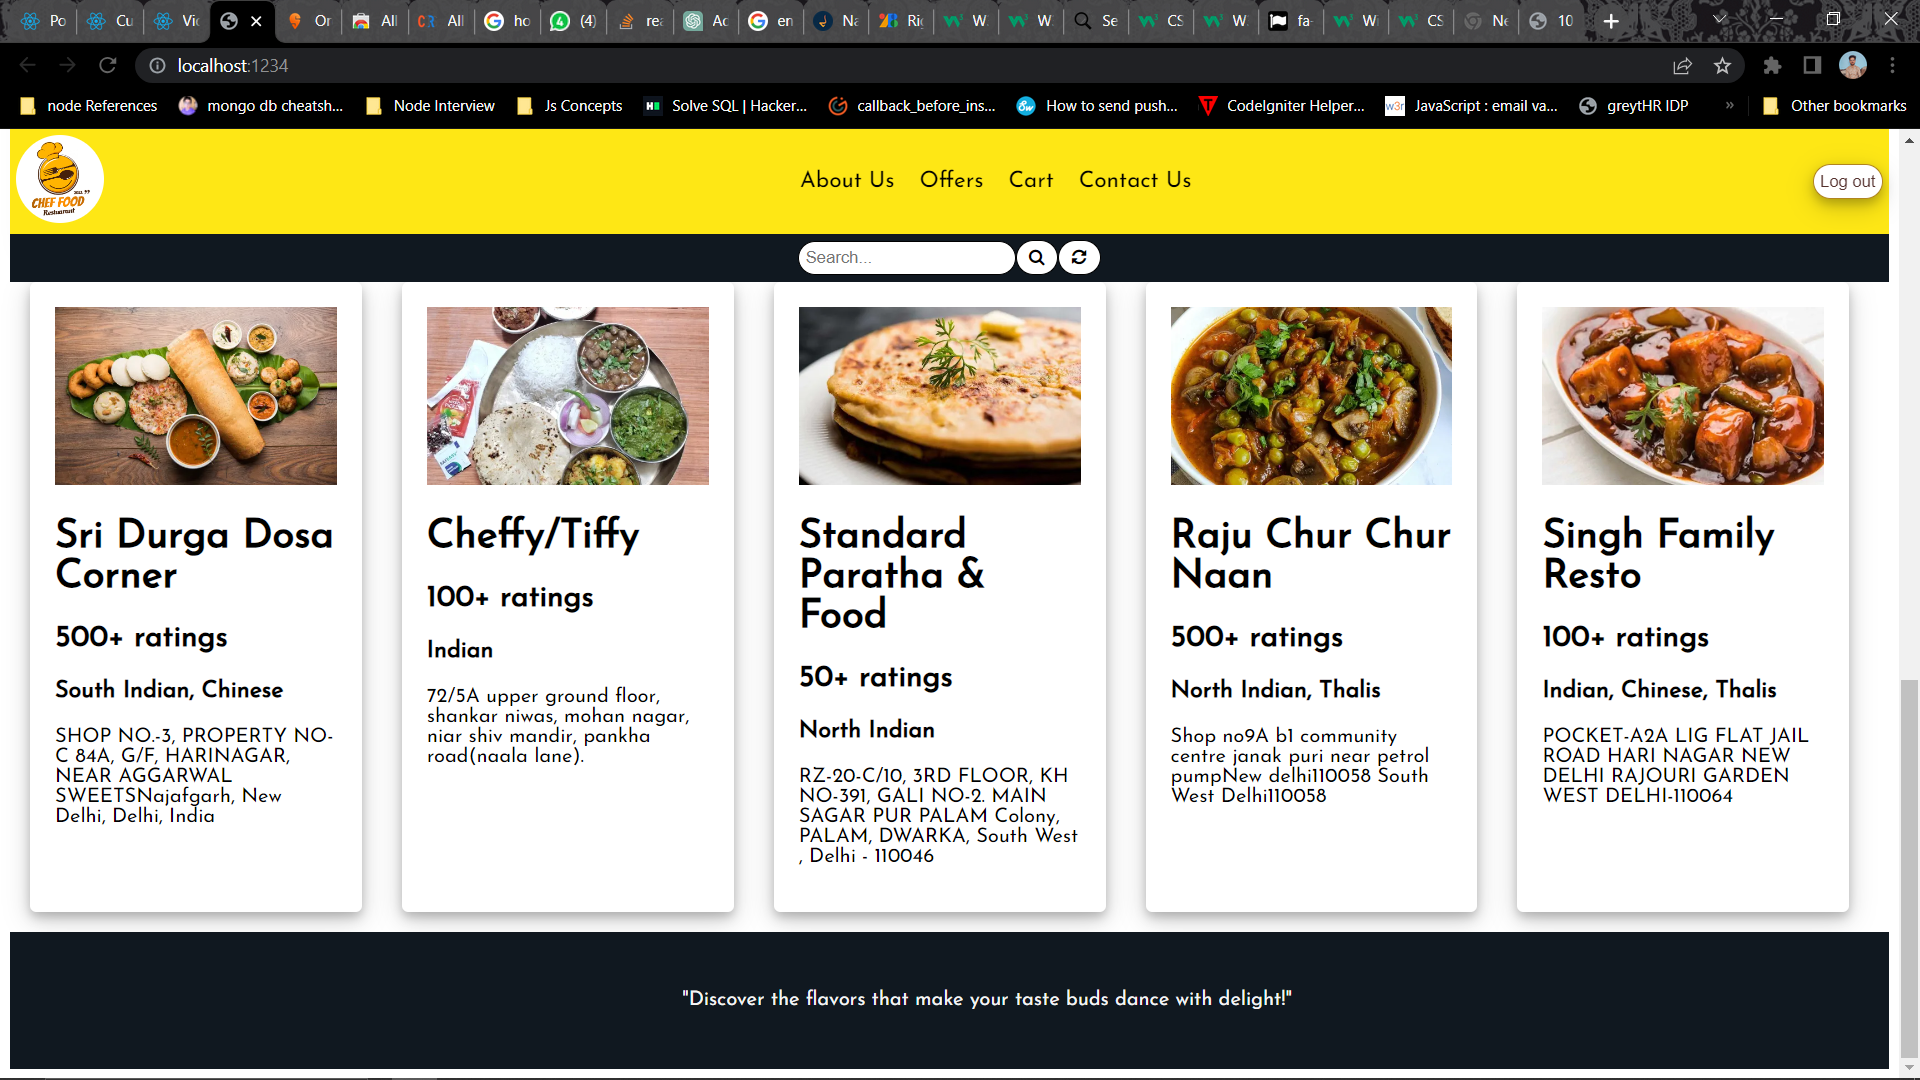 Po
Cu
Vi
Or
All
CR All
ho
(4)
rea
Ac
en
Na
Rig
W
W
Se
CS
W
fa-
Wi
CS
Ne
10
localhost:1234
node References
mongo db cheatsh...
Node Interview
Js Concepts
Solve SQL | Hacker...
callback_before_ins...
How to send push...
CodeIgniter Helper...
JavaScript : email va...
greytHR IDP
»
Other bookmarks
CHEF FOOD
Restaurant
About Us
Offers
Cart
Contact Us
Log out
Search...
Sri Durga Dosa
Corner
500+ ratings
South Indian, Chinese
SHOP NO.-3, PROPERTY NO-
C 84A, G/F, HARINAGAR,
NEAR AGGARWAL
SWEETSNajafgarh, New
Delhi, Delhi, India
Cheffy/Tiffy
100+ ratings
Indian
72/5A upper ground floor,
shankar niwas, mohan nagar,
niar shiv mandir, pankha
road(naala lane).
Standard
Paratha &
Food
50+ ratings
North Indian
RZ-20-C/10, 3RD FLOOR, KH
NO-391, GALI NO-2. MAIN
SAGAR PUR PALAM Colony,
PALAM, DWARKA, South West
, Delhi - 110046
Raju Chur Chur
Naan
500+ ratings
North Indian, Thalis
Shop no9A b1 community
centre janak puri near petrol
pumpNew delhi110058 South
West Delhi110058
Singh Family
Resto
100+ ratings
Indian, Chinese, Thalis
POCKET-A2A LIG FLAT JAIL
ROAD HARI NAGAR NEW
DELHI RAJOURI GARDEN
WEST DELHI-110064
"Discover the flavors that make your taste buds dance with delight!"